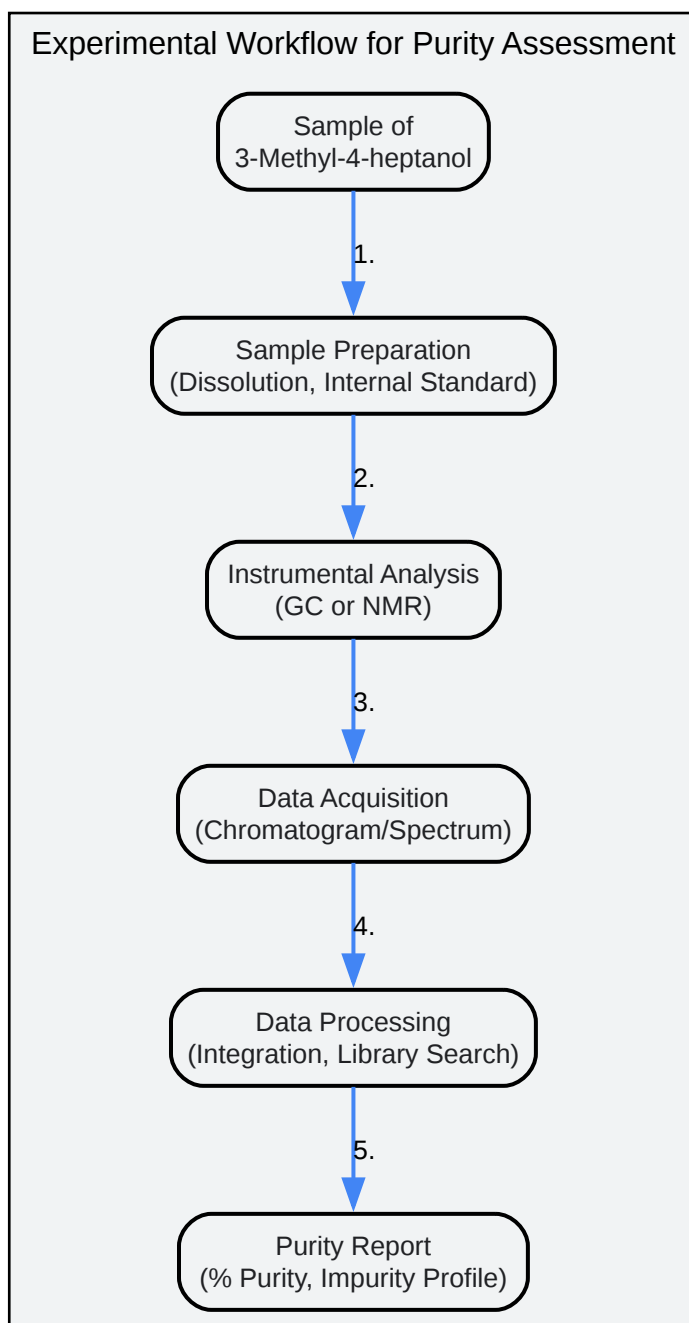 Experimental Workflow for Purity Assessment
Sample of
3-Methyl-4-heptanol
1.
Sample Preparation
(Dissolution, Internal Standard)
2.
Instrumental Analysis
(GC or NMR)
3.
Data Acquisition
(Chromatogram/Spectrum)
4.
Data Processing
(Integration, Library Search)
5.
Purity Report
(% Purity, Impurity Profile)